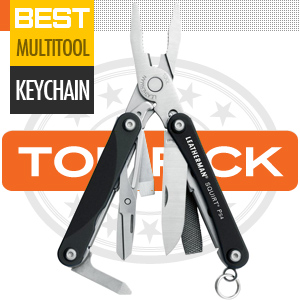 BEST
MULTITOOL
KEYCHAIN
TOP PICK
LEATHERMAN® SQUIRT® PS4